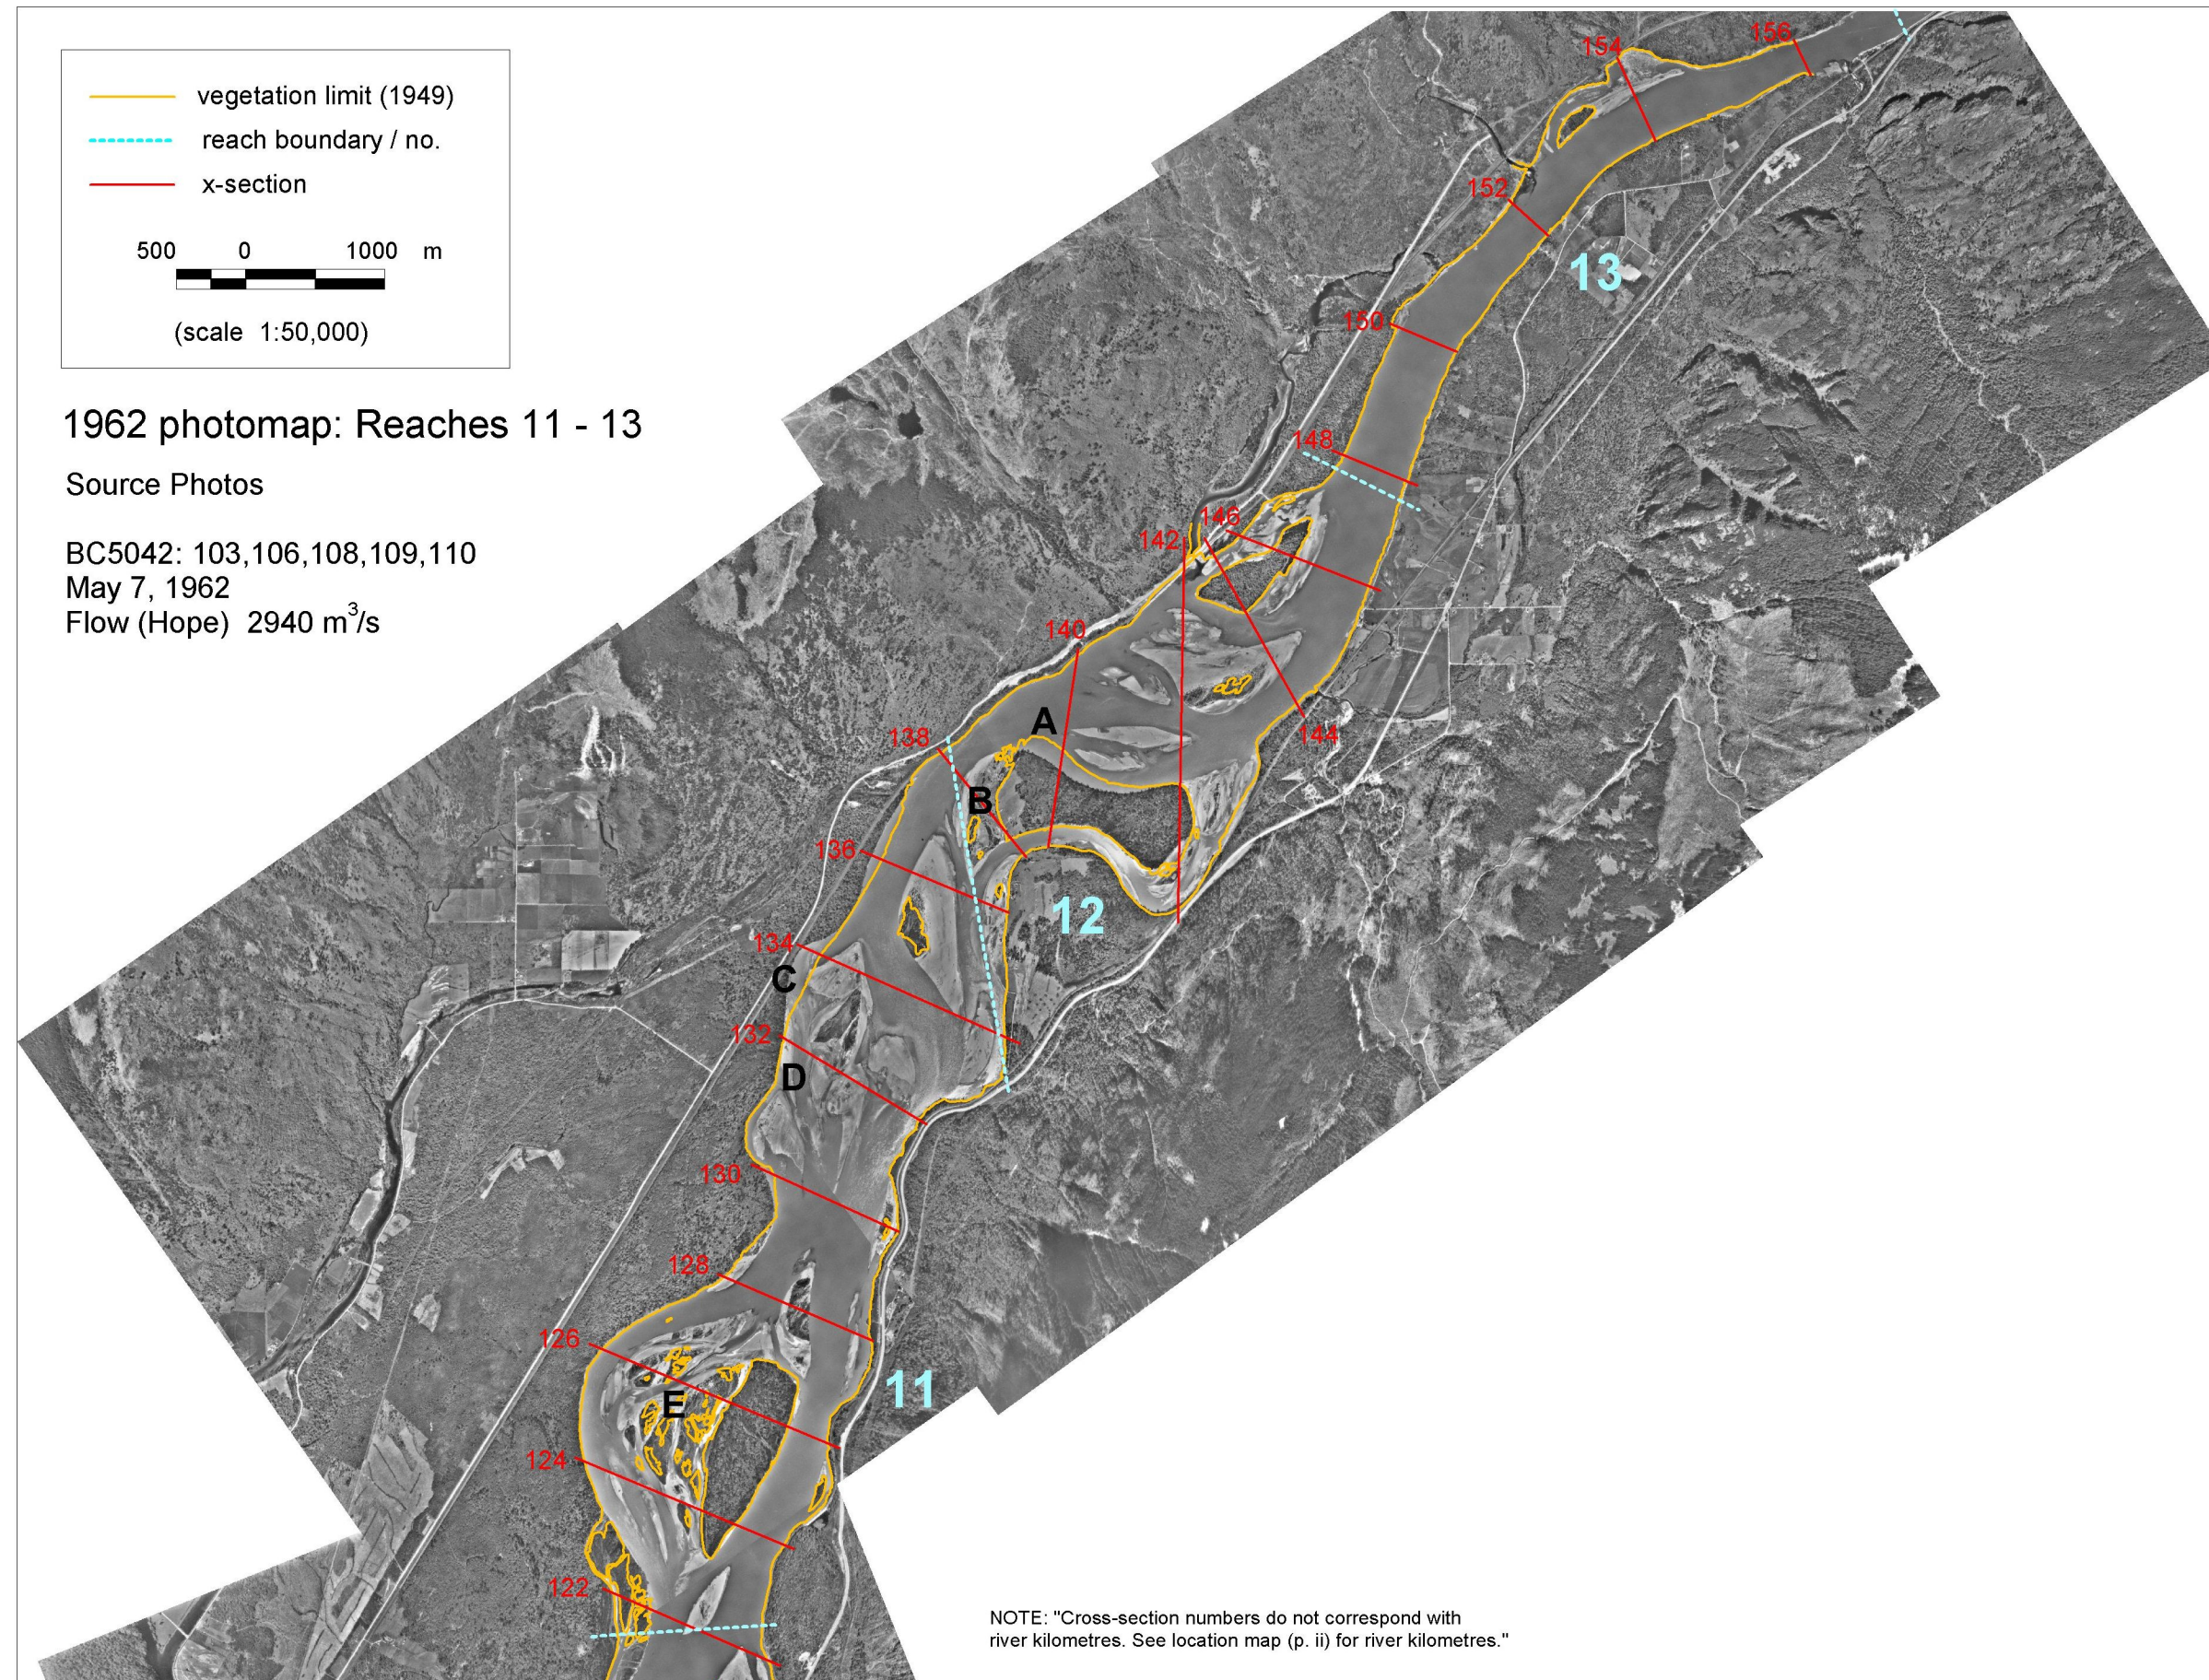 vegetation limit (1949)
reach boundary / no.
x-section
500 0 1000 m
(scale 1:50,000)
1962 photomap: Reaches 11 - 13
Source Photos
BC5042: 103,106,108,109,110
May 7, 1962
Flow (Hope) 2940 m³/s
156
154
152
13
150
148
146
142
140
A
144
138
B
136
12
134
C
132
D
130
128
126
11
E
124
122
NOTE: "Cross-section numbers do not correspond with
river kilometres. See location map (p. ii) for river kilometres."